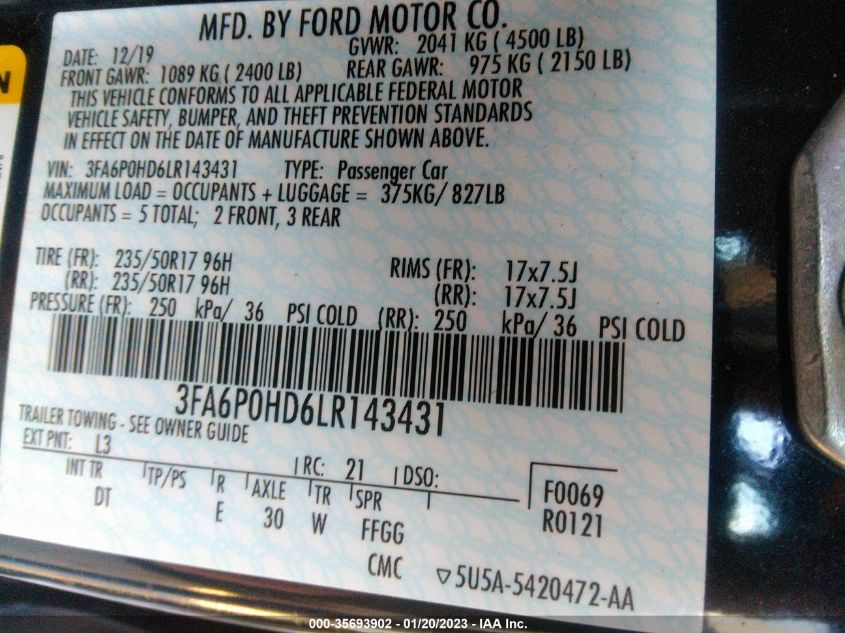 MFD. BY FORD MOTOR CO.
DATE: 12/19 GVWR: 2041 KG ( 4500 LB)
FRONT GAWR: 1089 KG ( 2400 LB) REAR GAWR: 975 KG ( 2150 LB)
THIS VEHICLE CONFORMS TO ALL APPLICABLE FEDERAL MOTOR
VEHICLE SAFETY, BUMPER, AND THEFT PREVENTION STANDARDS
IN EFFECT ON THE DATE OF MANUFACTURE SHOWN ABOVE.
VIN: 3FA6P0HD6LR143431 TYPE: Passenger Car
MAXIMUM LOAD = OCCUPANTS + LUGGAGE = 375KG/ 827LB
OCCUPANTS = 5 TOTAL; 2 FRONT, 3 REAR
TIRE (FR): 235/50R17 96H RIMS (FR): 17x7.5J
(RR): 235/50R17 96H (RR): 17x7.5J
PRESSURE (FR): 250 kPa/ 36 PSI COLD (RR): 250 kPa/ 36 PSI COLD
3FA6P0HD6LR143431
TRAILER TOWING - SEE OWNER GUIDE
EXT PNT: L3 RC: 21 DSO:
INT TR TP/PS R AXLE TR SPR F0069
DT E 30 W FFGG R0121
CMC 5U5A-5420472-AA
N
000-35693902 — 01/20/2023 — IAA Inc.